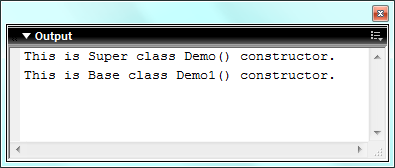 Output
This is Super class Demo() constructor.
This is Base class Demo1() constructor.